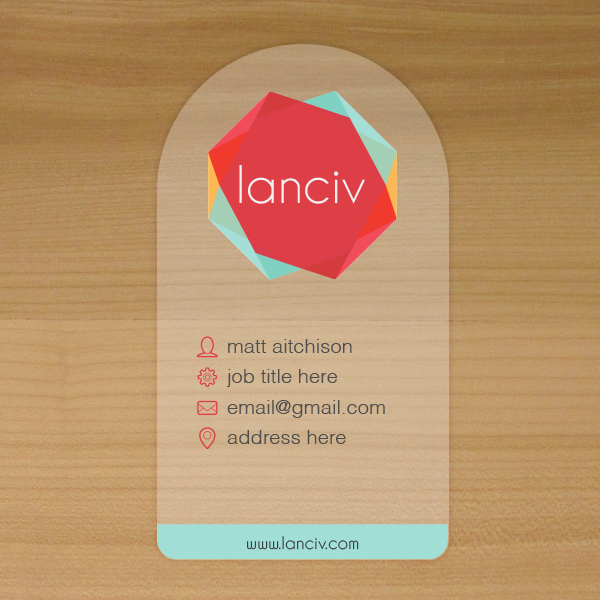 lanciv
matt aitchison
job title here
email@gmail.com
address here
www.lanciv.com